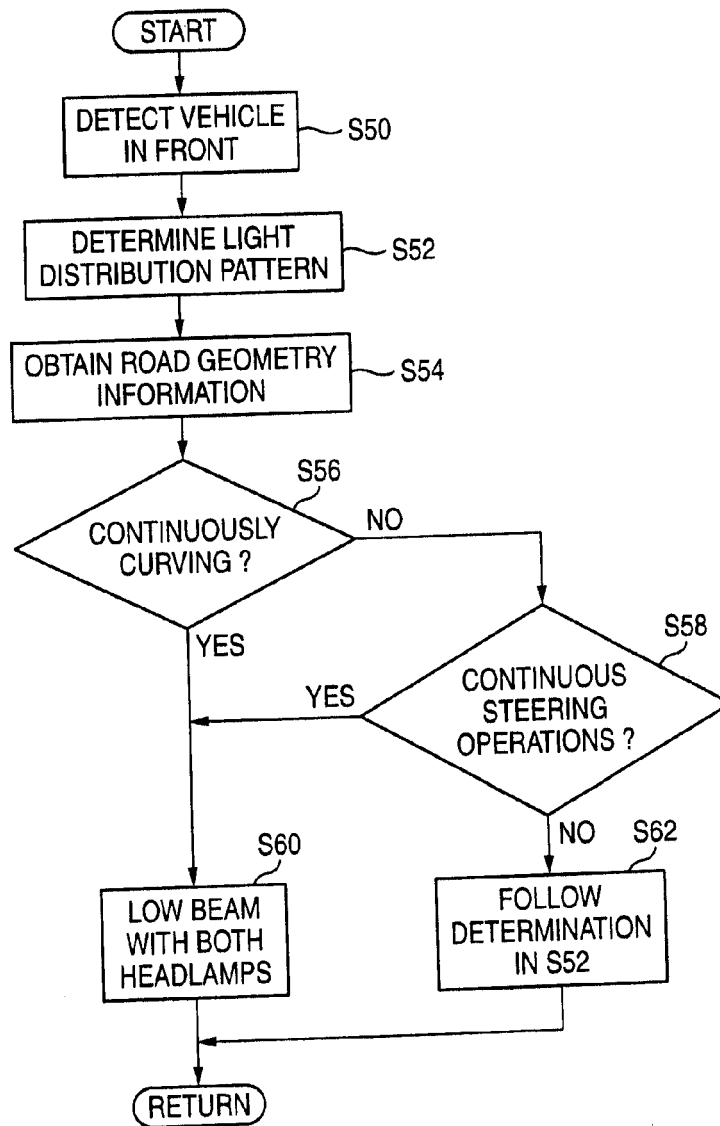 START
DETECT VEHICLE
IN FRONT
S50
DETERMINE LIGHT
DISTRIBUTION PATTERN
S52
OBTAIN ROAD GEOMETRY
INFORMATION
S54
S56
CONTINUOUSLY
CURVING ?
NO
YES
S58
CONTINUOUS
STEERING
OPERATIONS ?
YES
NO
S60
LOW BEAM
WITH BOTH
HEADLAMPS
S62
FOLLOW
DETERMINATION
IN S52
RETURN